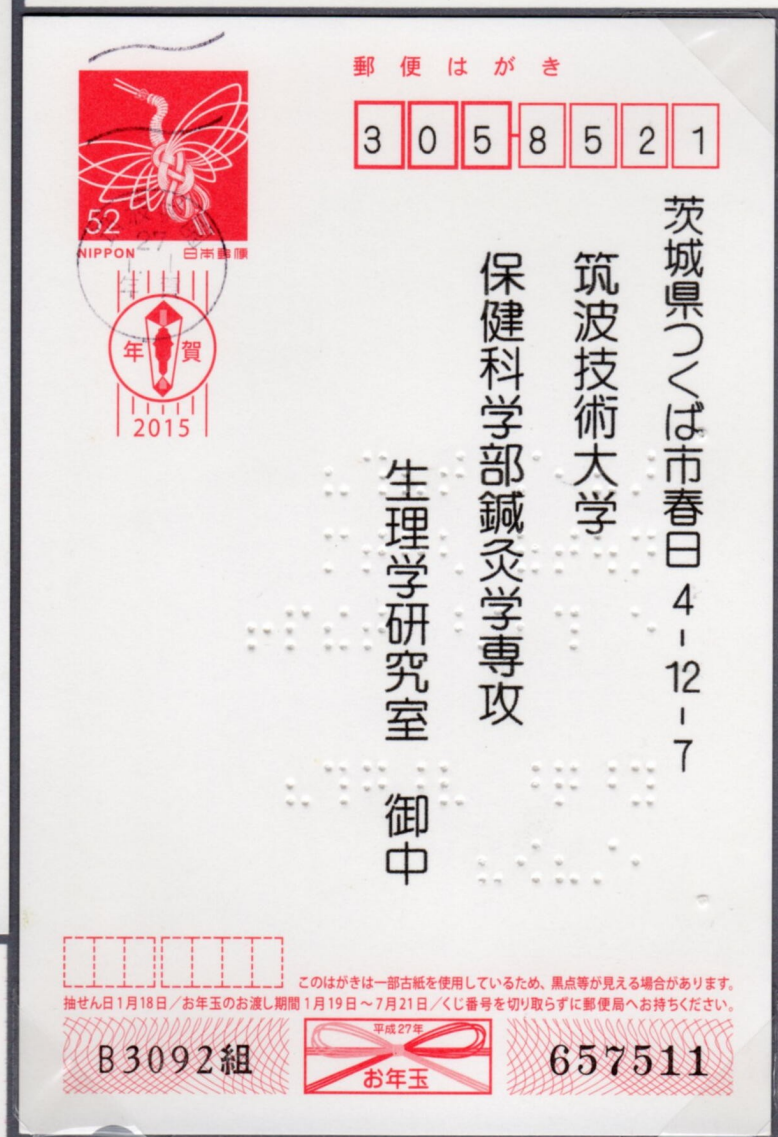 郵便はがき
3058521
茨城県つくば市春日4-12-7
筑波技術大学
保健科学部鍼灸学専攻
生理学研究室 御中
52
NIPPON 日本郵便
27
年賀
2015
このはがきは一部古紙を使用しているため、黒点等が見える場合があります。
抽せん日1月18日/お年玉のお渡し期間1月19日~7月21日/くじ番号を切り取らずに郵便局へお持ちください。
B3092組
平成27年
お年玉
657511